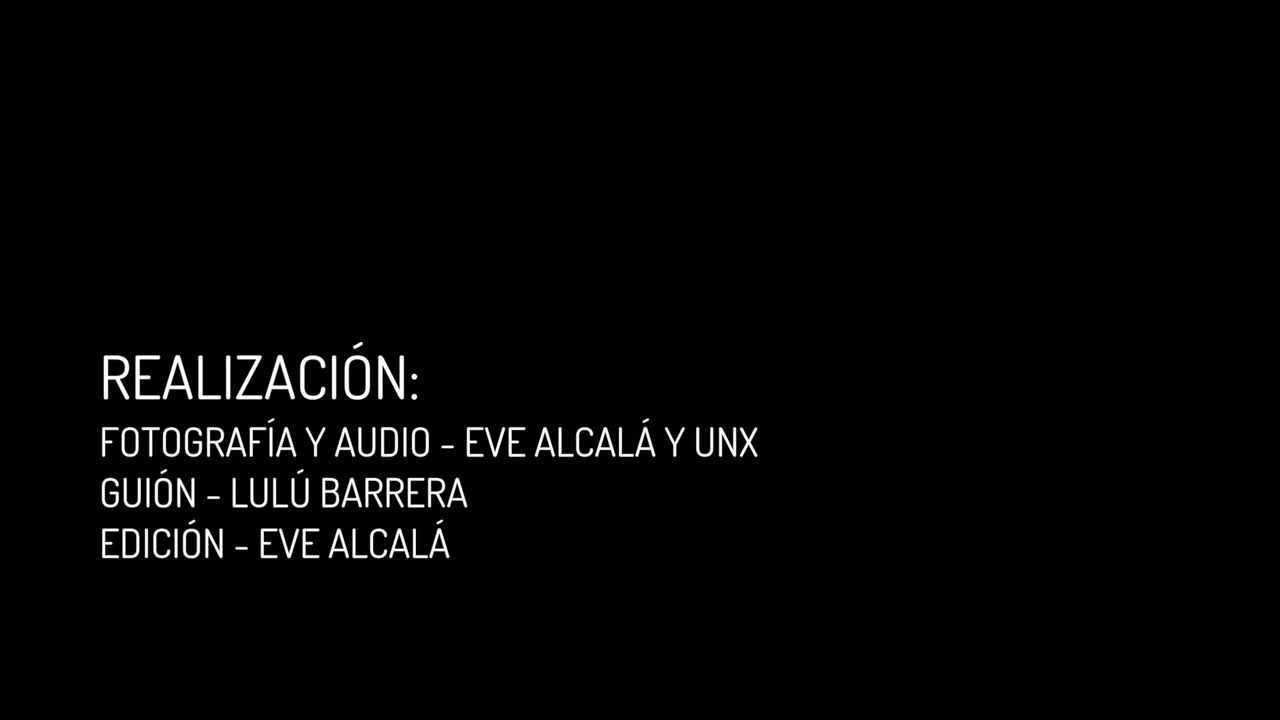 REALIZACIÓN:
FOTOGRAFÍA Y AUDIO - EVE ALCALÁ Y UNX
GUIÓN - LULÚ BARRERA
EDICIÓN - EVE ALCALÁ